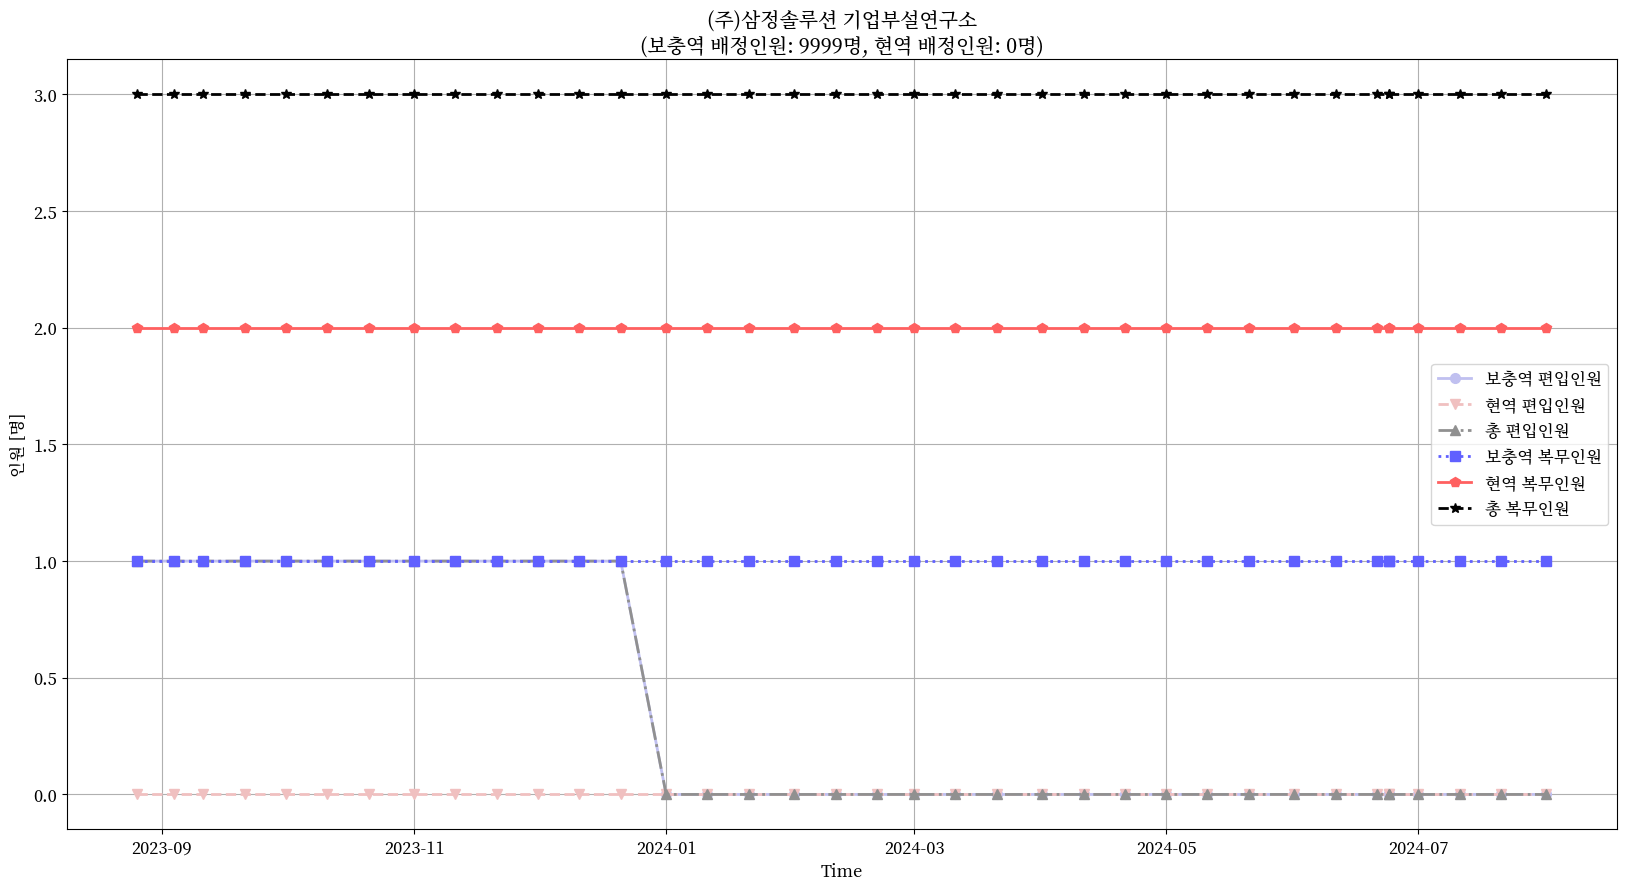 (주)삼정솔루션 기업부설연구소
(보충역 배정인원: 9999명, 현역 배정인원: 0명)
3.0
2.5
2.0
1.5
1.0
0.5
0.0
인원 [명]
보충역 편입인원
현역 편입인원
총 편입인원
보충역 복무인원
현역 복무인원
총 복무인원
2023-09 2023-11 2024-01 2024-03 2024-05 2024-07
Time